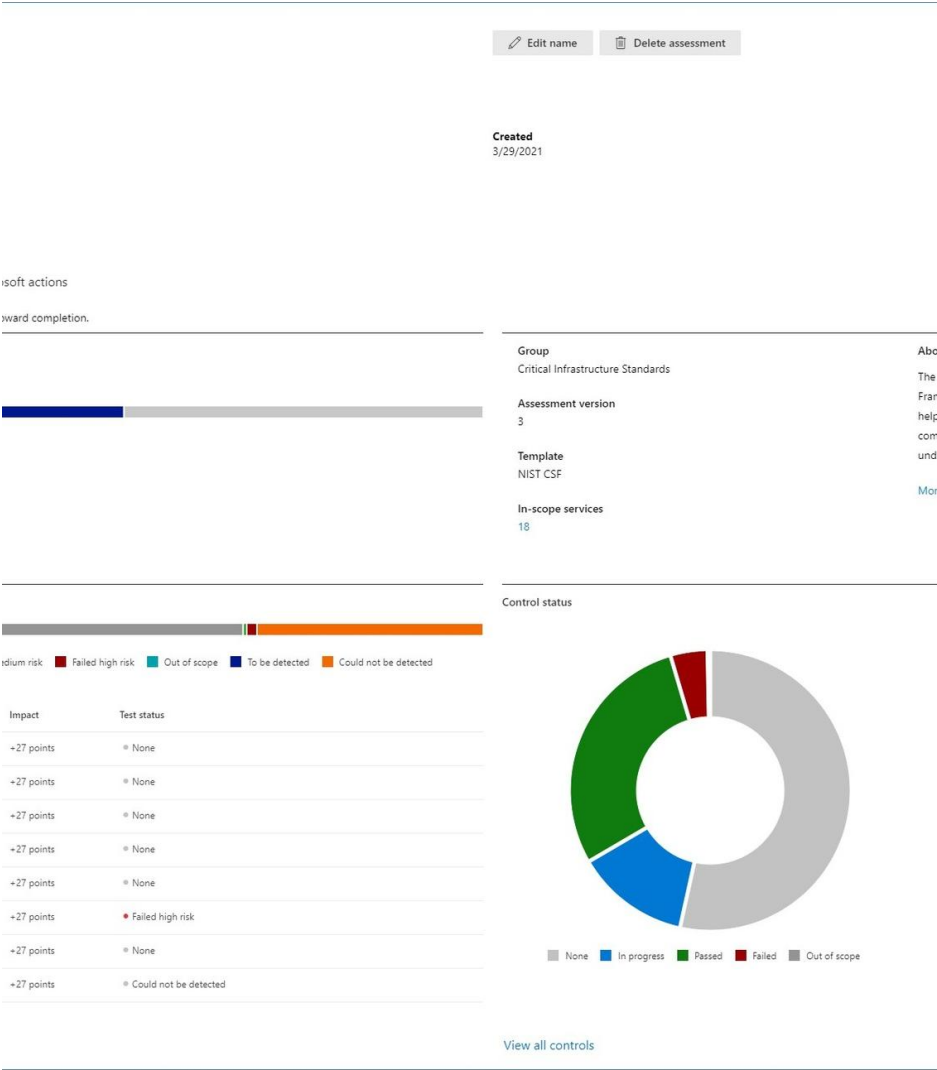 Edit name
Delete assessment
Created
3/29/2021
soft actions
ward completion.
Group
Critical Infrastructure Standards
Assessment version
3
Template
NIST CSF
In-scope services
18
Abo
The
Fran
help
com
und
Mor
edium risk
Failed high risk
Out of scope
To be detected
Could not be detected
Impact
Test status
+27 points
None
+27 points
None
+27 points
None
+27 points
None
+27 points
None
+27 points
Failed high risk
+27 points
None
+27 points
Could not be detected
Control status
None
In progress
Passed
Failed
Out of scope
View all controls